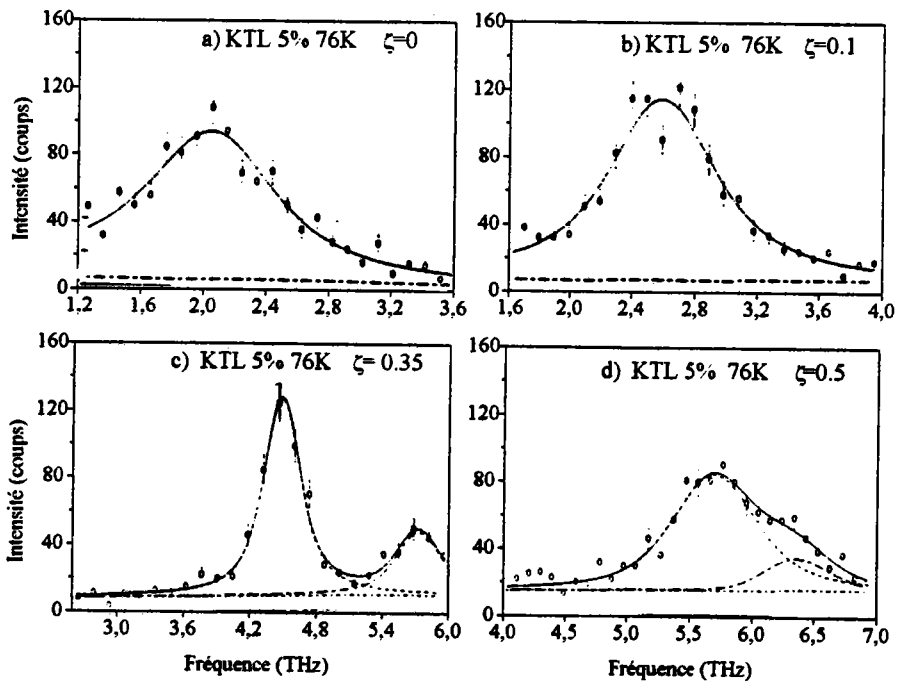 a) KTL 5% 76K ζ=0
160
120
80
40
0
Intensité (coups)
1,2 1,6 2,0 2,4 2,8 3,2 3,6
b) KTL 5% 76K ζ=0.1
160
120
80
40
0
1,6 2,0 2,4 2,8 3,2 3,6 4,0
c) KTL 5% 76K ζ= 0.35
160
120
80
40
0
Intensité (coups)
3,0 3,6 4,2 4,8 5,4 6,0
Fréquence (THz)
d) KTL 5% 76K ζ=0.5
160
120
80
40
0
4,0 4,5 5,0 5,5 6,0 6,5 7,0
Fréquence (THz)